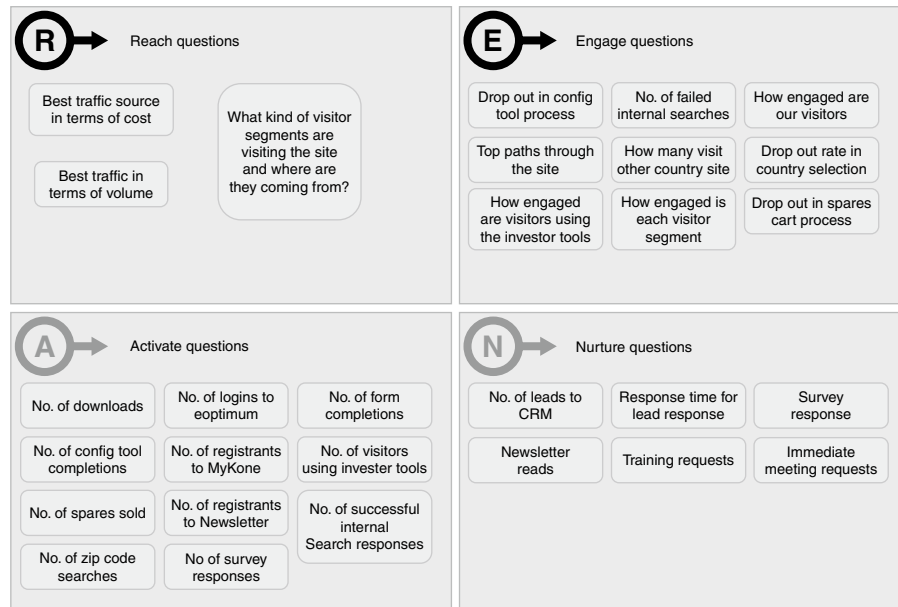 R
Reach questions
Best traffic source
in terms of cost
Best traffic in
terms of volume
What kind of visitor
segments are
visiting the site
and where are
they coming from?
E
Engage questions
Drop out in config
tool process
No. of failed
internal searches
How engaged are
our visitors
Top paths through
the site
How many visit
other country site
Drop out rate in
country selection
How engaged
are visitors using
the investor tools
How engaged is
each visitor
segment
Drop out in spares
cart process
A
Activate questions
No. of downloads
No. of logins to
eoptimum
No. of form
completions
No. of config tool
completions
No. of registrants
to MyKone
No. of visitors
using invester tools
No. of spares sold
No. of registrants
to Newsletter
No. of successful
internal
Search responses
No. of zip code
searches
No of survey
responses
N
Nurture questions
No. of leads to
CRM
Response time for
lead response
Survey
response
Newsletter
reads
Training requests
Immediate
meeting requests